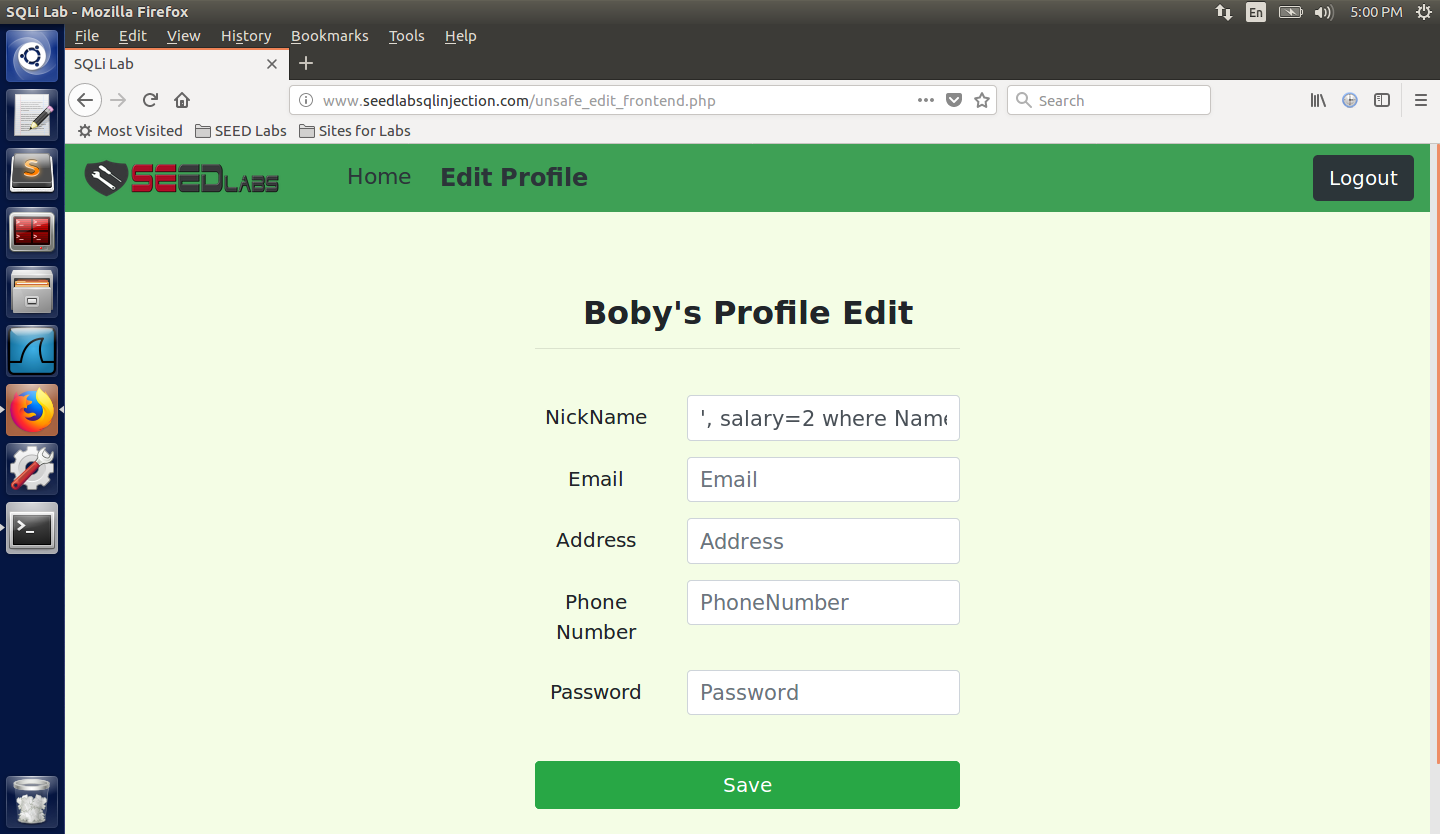 SQLi Lab - Mozilla Firefox
En
5:00 PM
File Edit View History Bookmarks Tools Help
SQLi Lab
www.seedlabsqlinjection.com/unsafe_edit_frontend.php
Search
Most Visited
SEED Labs
Sites for Labs
SEEDLABS
Home
Edit Profile
Logout
Boby's Profile Edit
NickName
', salary=2 where Name
Email
Email
Address
Address
Phone
Number
PhoneNumber
Password
Password
Save